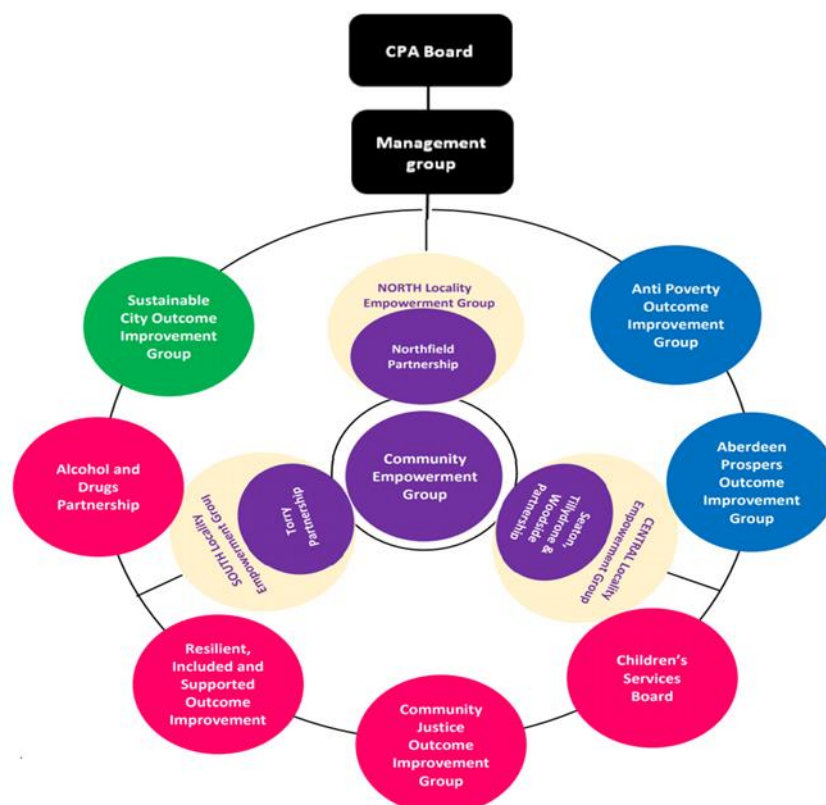 CPA Board
Management
group
Sustainable
City Outcome
Improvement
Group
NORTH Locality
Empowerment Group
Northfield
Partnership
Anti Poverty
Outcome
Improvement
Group
Alcohol and
Drugs
Partnership
SOUTH Locality
Empowerment Groul
Torry
Partnership
Community
Empowerment
Group
Seaton,
Tillydrone &
Woodside
Partnership
CENTRAL Locality
Empowerment Group
Aberdeen
Prospers
Outcome
Improvement
Group
Resilient,
Included and
Supported
Outcome
Improvement
Community
Justice
Outcome
Improvement
Group
Children's
Services
Board